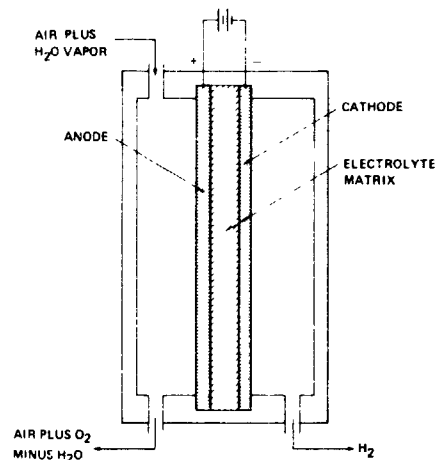 AIR PLUS
H₂O VAPOR
+
−
CATHODE
ANODE
ELECTROLYTE
MATRIX
AIR PLUS O₂
MINUS H₂O
H₂